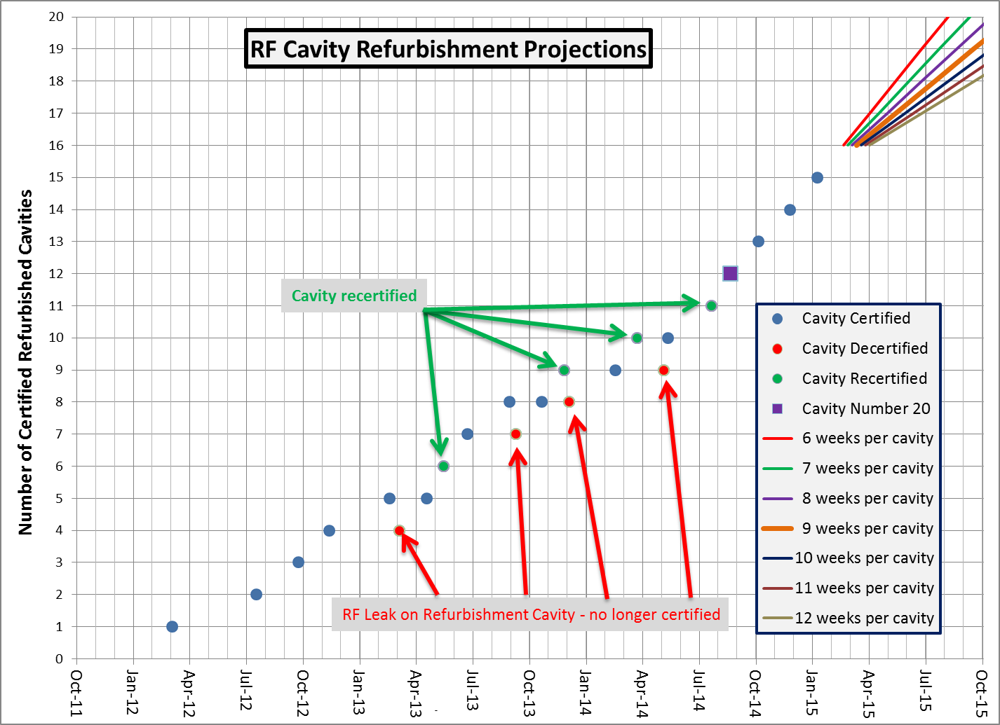 RF Cavity Refurbishment Projections
Number of Certified Refurbished Cavities
20
19
18
17
16
15
14
13
12
11
10
9
8
7
6
5
4
3
2
1
0
Cavity recertified
RF Leak on Refurbishment Cavity - no longer certified
Cavity Certified
Cavity Decertified
Cavity Recertified
Cavity Number 20
6 weeks per cavity
7 weeks per cavity
8 weeks per cavity
9 weeks per cavity
10 weeks per cavity
11 weeks per cavity
12 weeks per cavity
Oct-11
Jan-12
Apr-12
Jul-12
Oct-12
Jan-13
Apr-13
Jul-13
Oct-13
Jan-14
Apr-14
Jul-14
Oct-14
Jan-15
Apr-15
Jul-15
Oct-15